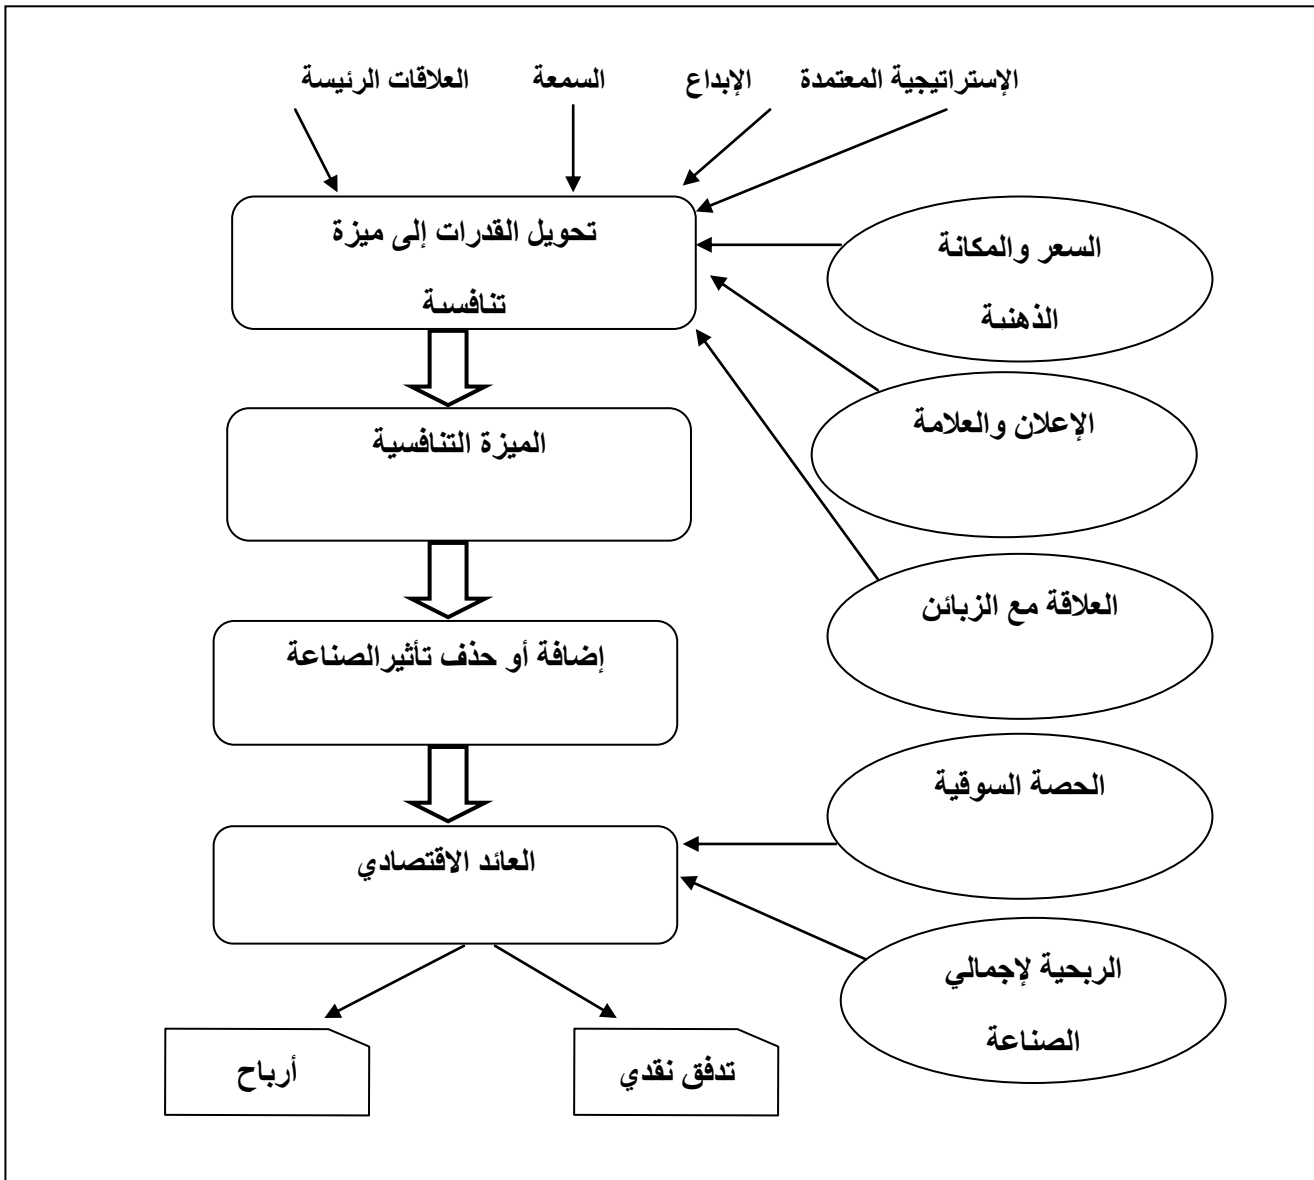 الإستراتيجية المعتمدة
الإبداع
السمعة
العلاقات الرئيسة
تحويل القدرات إلى ميزة
تنافسية
السعر والمكانة
الذهنية
الميزة التنافسية
الإعلان والعلامة
إضافة أو حذف تأثيرالصناعة
العلاقة مع الزبائن
العائد الاقتصادي
الحصة السوقية
الربحية لإجمالي
الصناعة
تدفق نقدي
أرباح